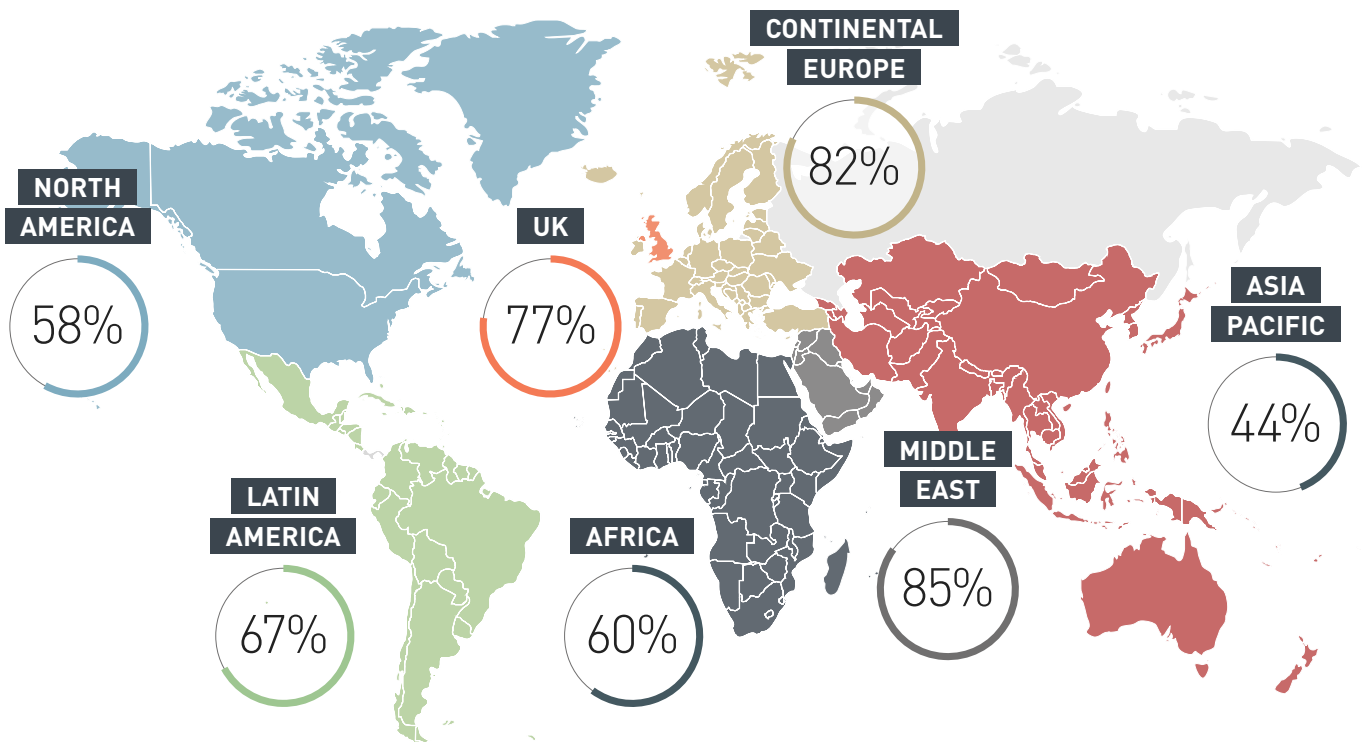 CONTINENTAL
EUROPE
82%
NORTH
AMERICA
58%
UK
77%
ASIA
PACIFIC
44%
MIDDLE
EAST
85%
LATIN
AMERICA
67%
AFRICA
60%